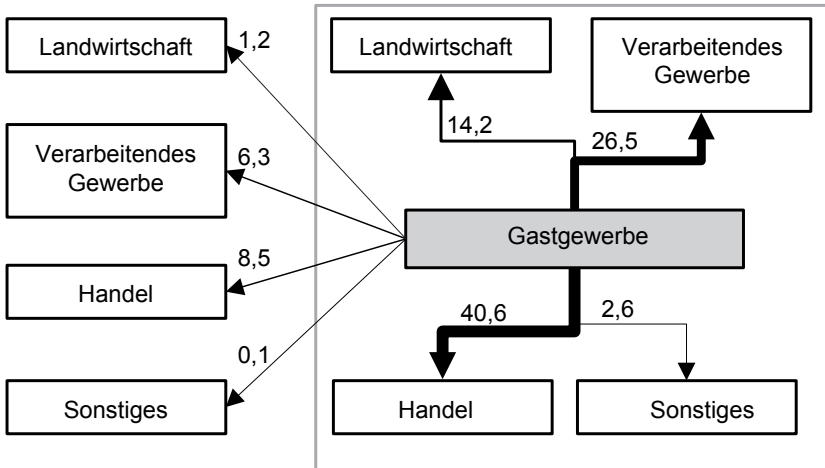 Landwirtschaft
1,2
Landwirtschaft
Verarbeitendes
Gewerbe
14,2
26,5
Verarbeitendes
Gewerbe
6,3
Gastgewerbe
8,5
Handel
40,6
2,6
0,1
Sonstiges
Handel
Sonstiges